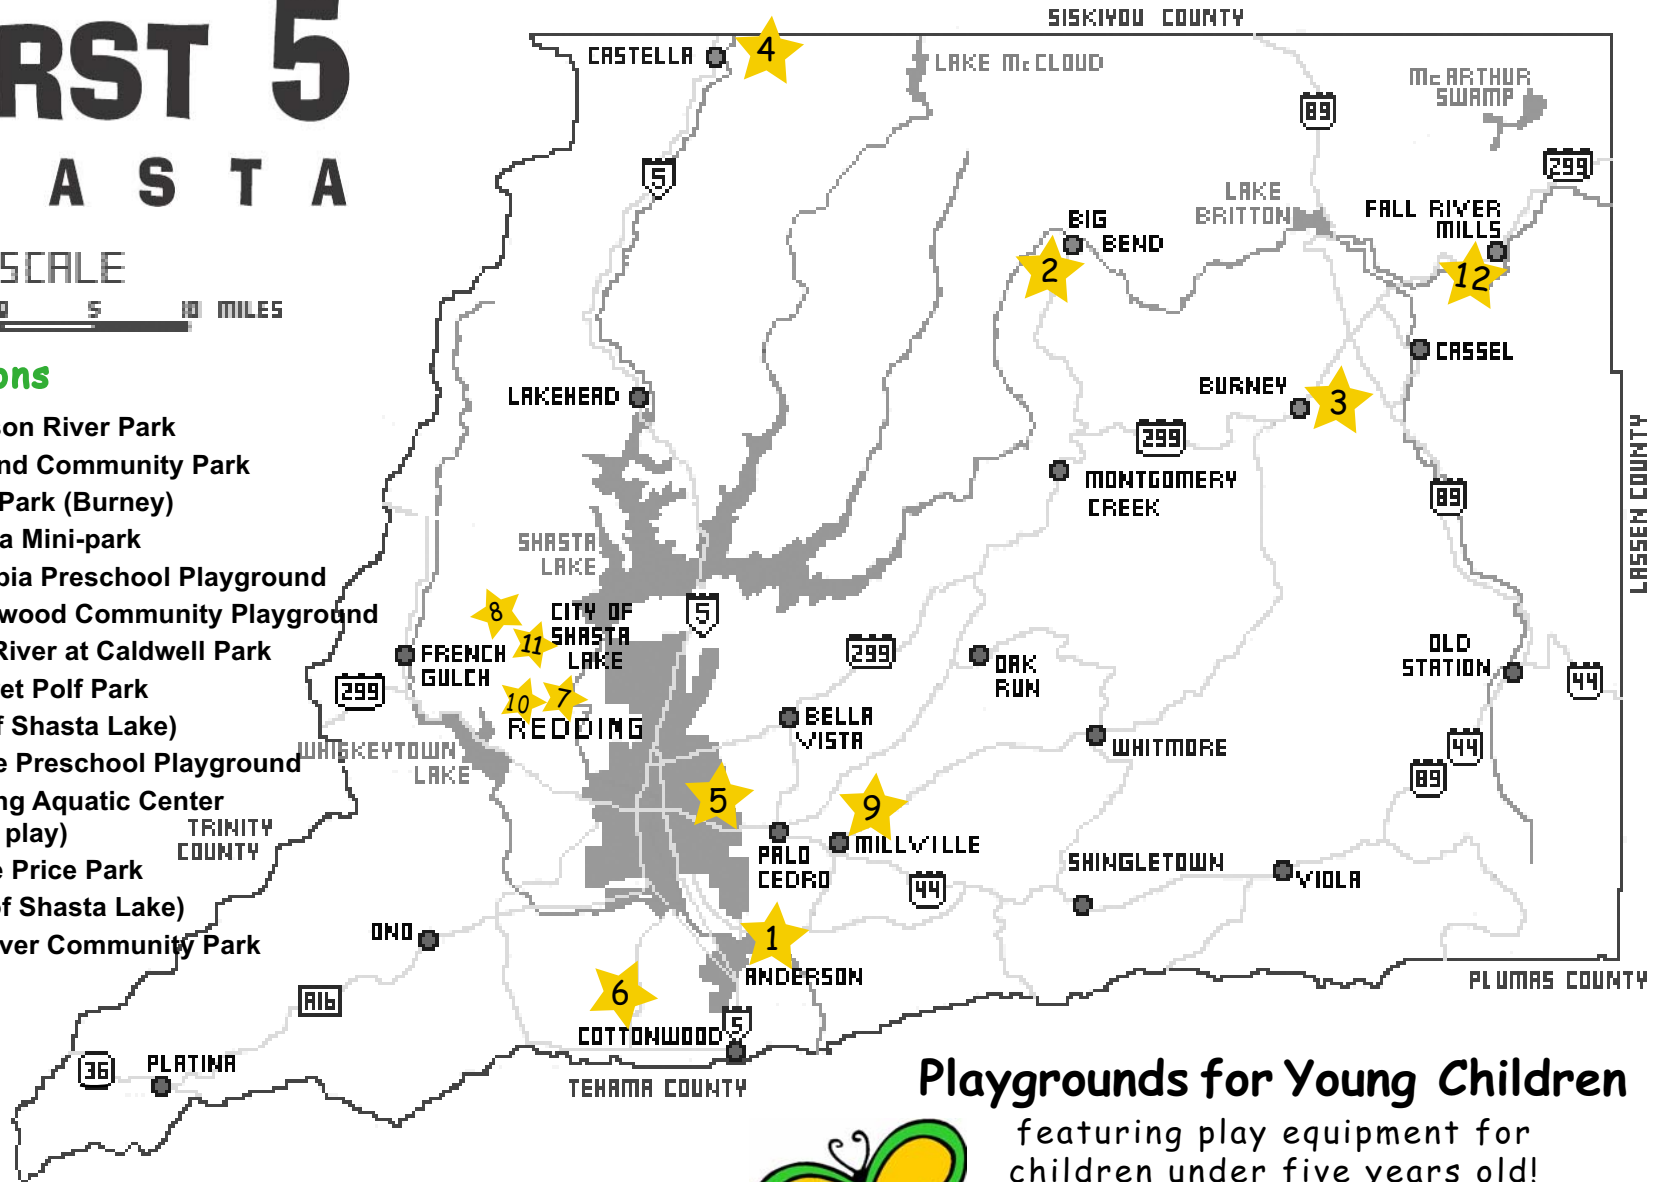 RST 5
ASTA
SCALE
0 5 10 MILES
ons
son River Park
nd Community Park
Park (Burney)
a Mini-park
bia Preschool Playground
wood Community Playground
River at Caldwell Park
et Polf Park
f Shasta Lake)
e Preschool Playground
ng Aquatic Center
play)
e Price Park
of Shasta Lake)
ver Community Park
SISKIYOU COUNTY
CASTELLA
4
LAKE McCLOUD
McARTHUR
SWAMP
89
5
299
LAKE
BRITTON
FALL RIVER
MILLS
BIG
BEND
2
12
CASSEL
LAKEHEAD
BURNEY
3
299
MONTGOMERY
CREEK
89
LASSEN COUNTY
SHASTA
LAKE
8
CITY OF
SHASTA
LAKE
11
5
FRENCH
GULCH
299
299
OAK
RUN
OLD
STATION
44
10
7
REDDING
BELLA
VISTA
WHITMORE
44
89
WHISKEYTOWN
LAKE
5
9
TRINITY
COUNTY
PALO
CEDRO
MILLVILLE
44
SHINGLETOWN
VIOLA
ONO
1
ANDERSON
6
COTTONWOOD
5
PLUMAS COUNTY
A16
36
PLATINA
TEHAMA COUNTY
Playgrounds for Young Children
featuring play equipment for
children under five years old!